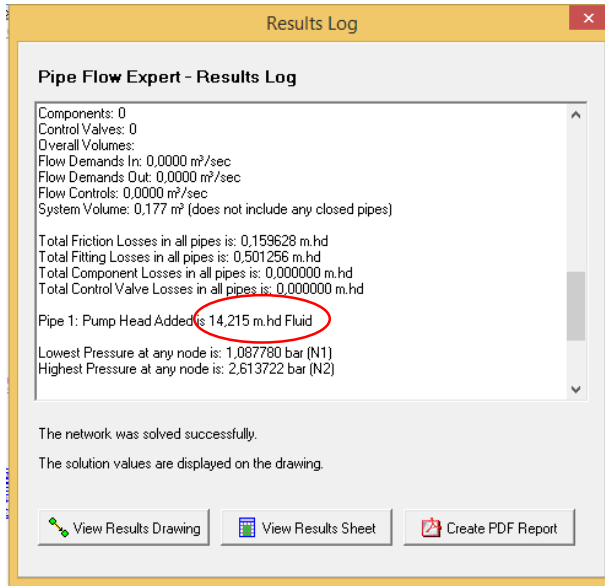 Results Log
Pipe Flow Expert - Results Log
Components: 0
Control Valves: 0
Overall Volumes:
Flow Demands In: 0,0000 m³/sec
Flow Demands Out: 0,0000 m³/sec
Flow Controls: 0,0000 m³/sec
System Volume: 0,177 m³ (does not include any closed pipes)
Total Friction Losses in all pipes is: 0,159628 m.hd
Total Fitting Losses in all pipes is: 0,501256 m.hd
Total Component Losses in all pipes is: 0,000000 m.hd
Total Control Valve Losses in all pipes is: 0,000000 m.hd
Pipe 1: Pump Head Added is 14,215 m.hd Fluid
Lowest Pressure at any node is: 1,087780 bar (N1)
Highest Pressure at any node is: 2,613722 bar (N2)
The network was solved successfully.
The solution values are displayed on the drawing.
View Results Drawing
View Results Sheet
Create PDF Report